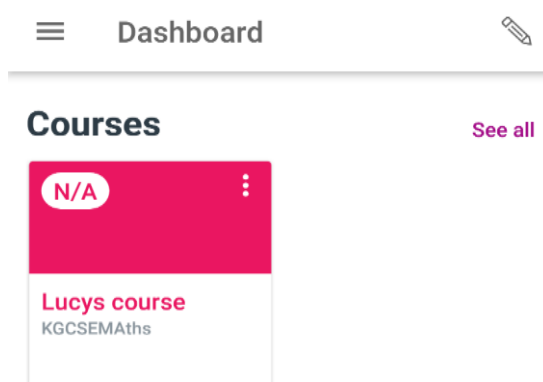 Dashboard
Courses
See all
N/A
Lucys course
KGCSEMAths